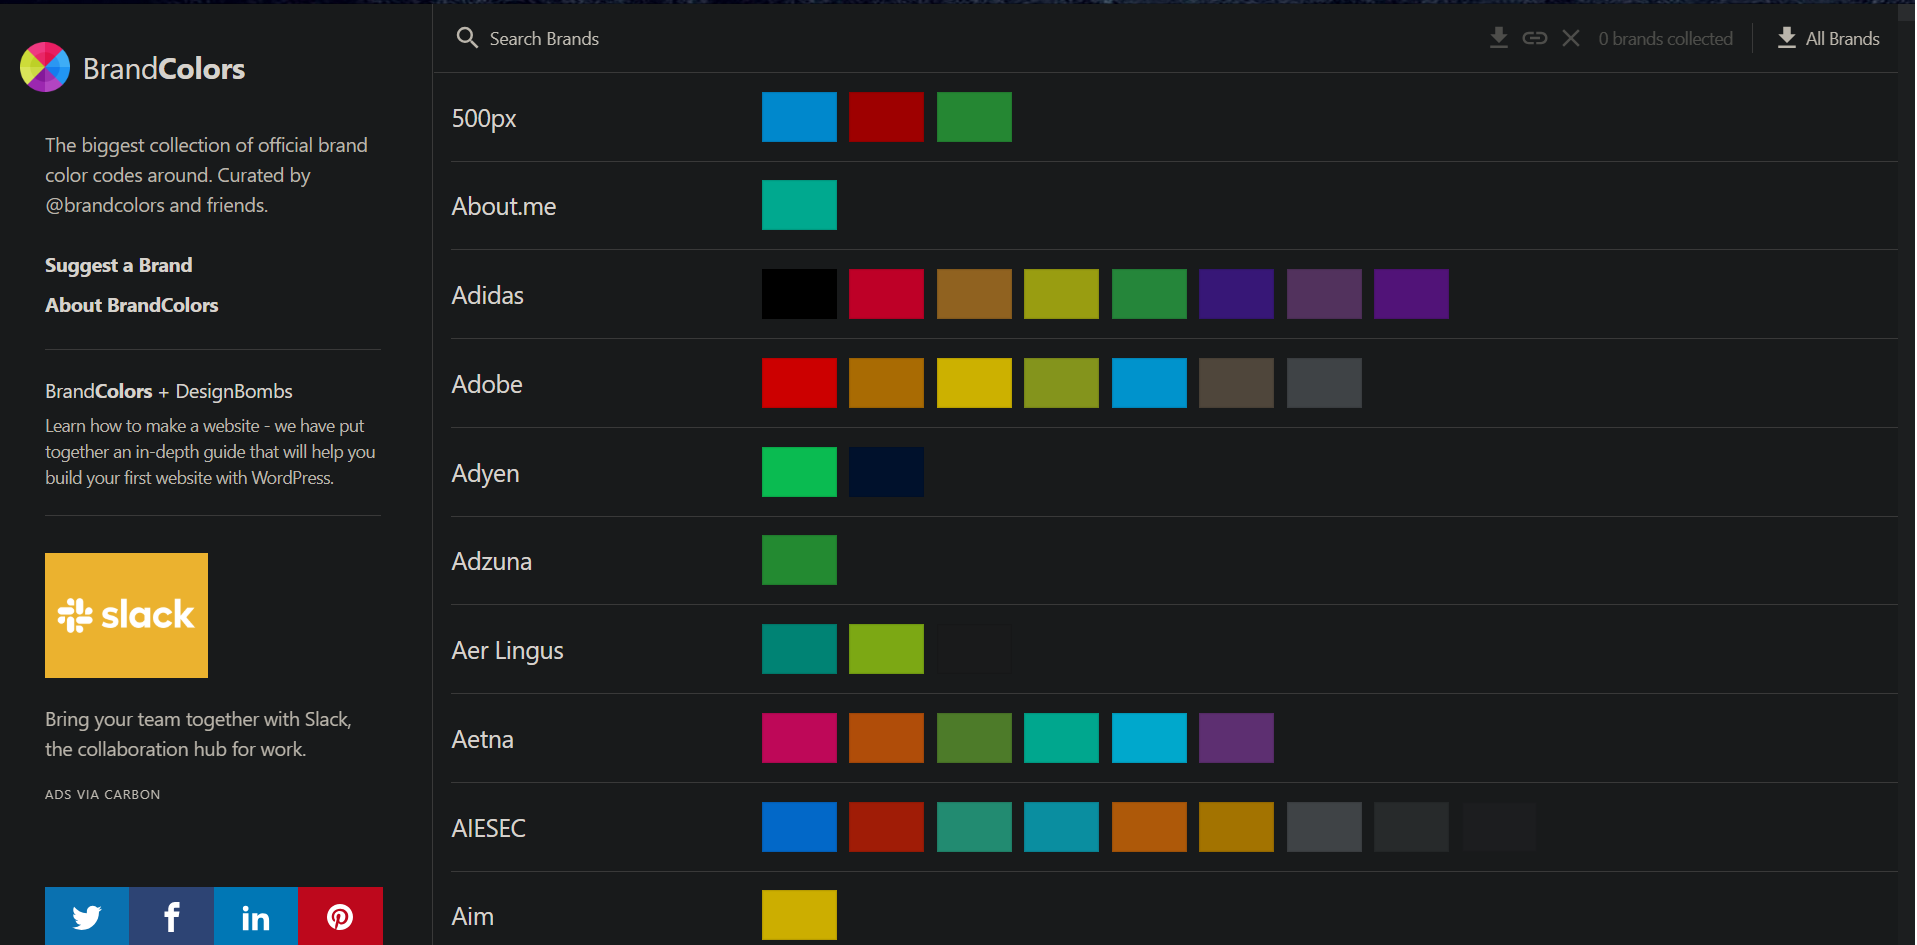 BrandColors
The biggest collection of official brand
color codes around. Curated by
@brandcolors and friends.
Suggest a Brand
About BrandColors
BrandColors + DesignBombs
Learn how to make a website - we have put
together an in-depth guide that will help you
build your first website with WordPress.
slack
Bring your team together with Slack,
the collaboration hub for work.
ADS VIA CARBON
Search Brands
0 brands collected
All Brands
500px
About.me
Adidas
Adobe
Adyen
Adzuna
Aer Lingus
Aetna
AIESEC
Aim